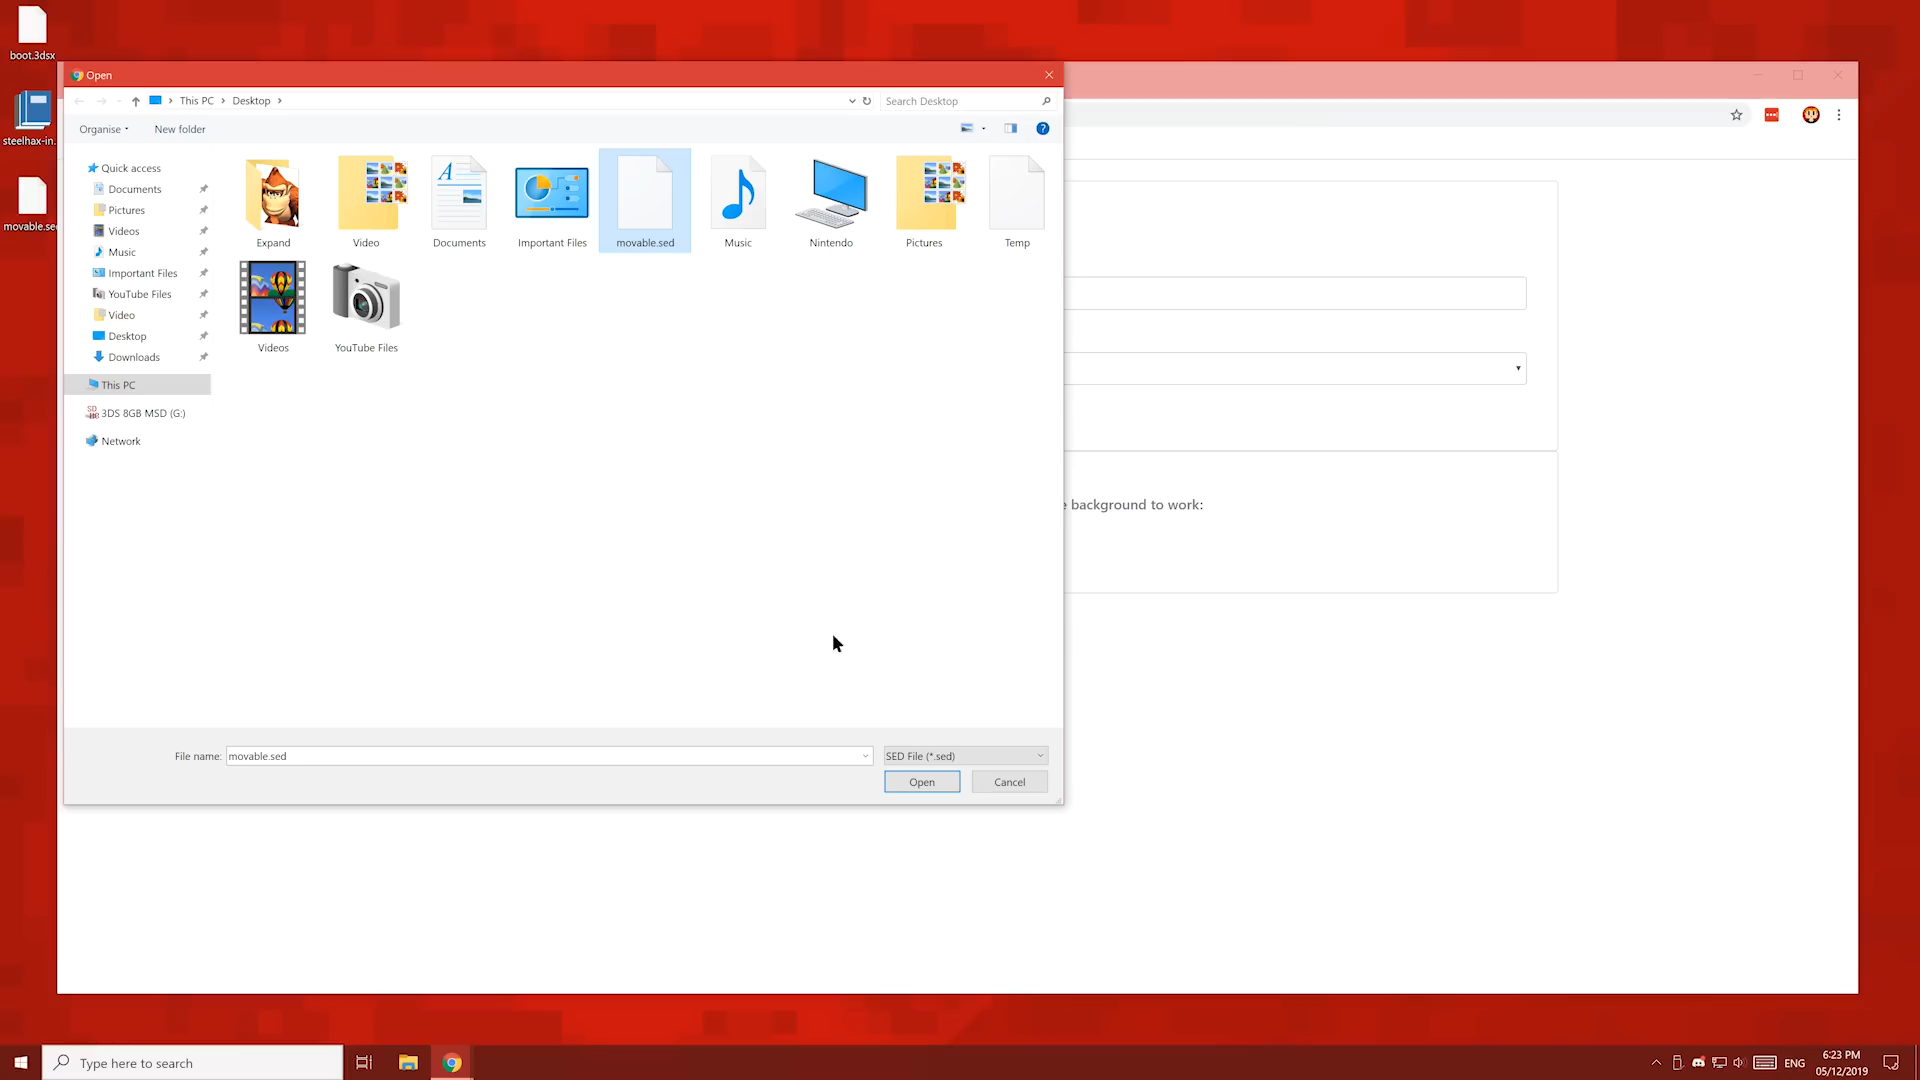 boot.3dsx
steelhax-in...
movable.sed
Open
This PC
Desktop
Search Desktop
Organise
New folder
Quick access
Documents
Pictures
Videos
Music
Important Files
YouTube Files
Video
Desktop
Downloads
This PC
3DS 8GB MSD (G:)
Network
Expand
Video
Documents
Important Files
movable.sed
Music
Nintendo
Pictures
Temp
Videos
YouTube Files
background to work:
File name:
movable.sed
SED File (*.sed)
Open
Cancel
Type here to search
ENG
6:23 PM
05/12/2019